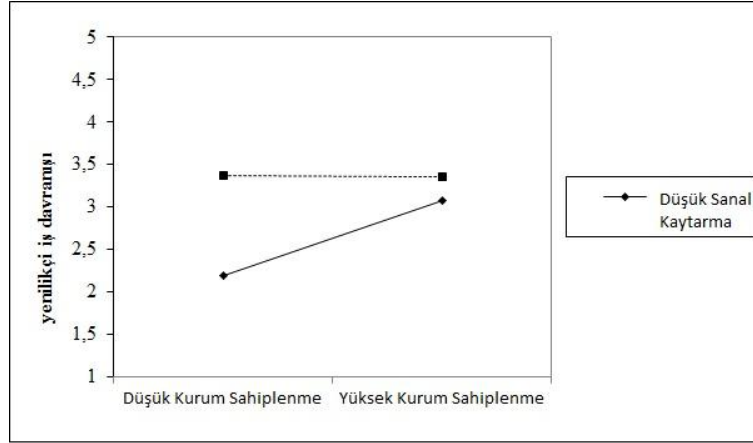 5
4,5
4
3,5
3
2,5
2
1,5
1
yenilikçi iş davranışı
Düşük Kurum Sahiplenme Yüksek Kurum Sahiplenme
Düşük Sanal
Kaytarma